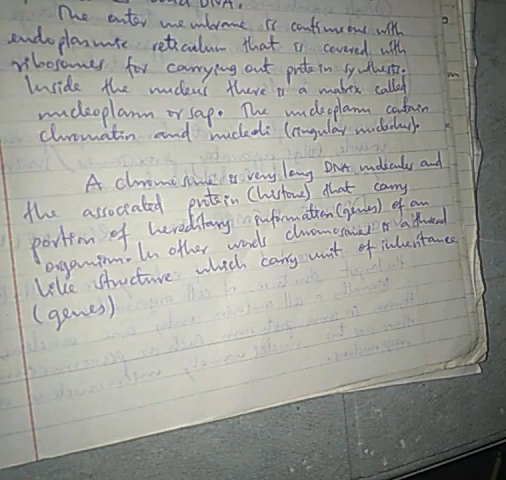 DNA.
The outer membrane is continuous with
endoplasmic reticulum that is covered with
ribosomes for carrying out protein synthesis.
Inside the nucleus there is a matrix called
nucleoplasm or sap. The nucleoplasm contain
chromatin and nucleoli (singular nucleolus).
A chromosome is very long DNA molecules and
the associated protein (histone) that carry
portion of hereditary information (genes) of an
organism. In other words chromosomes is a thread
like structure which carry unit of inheritance
(genes)